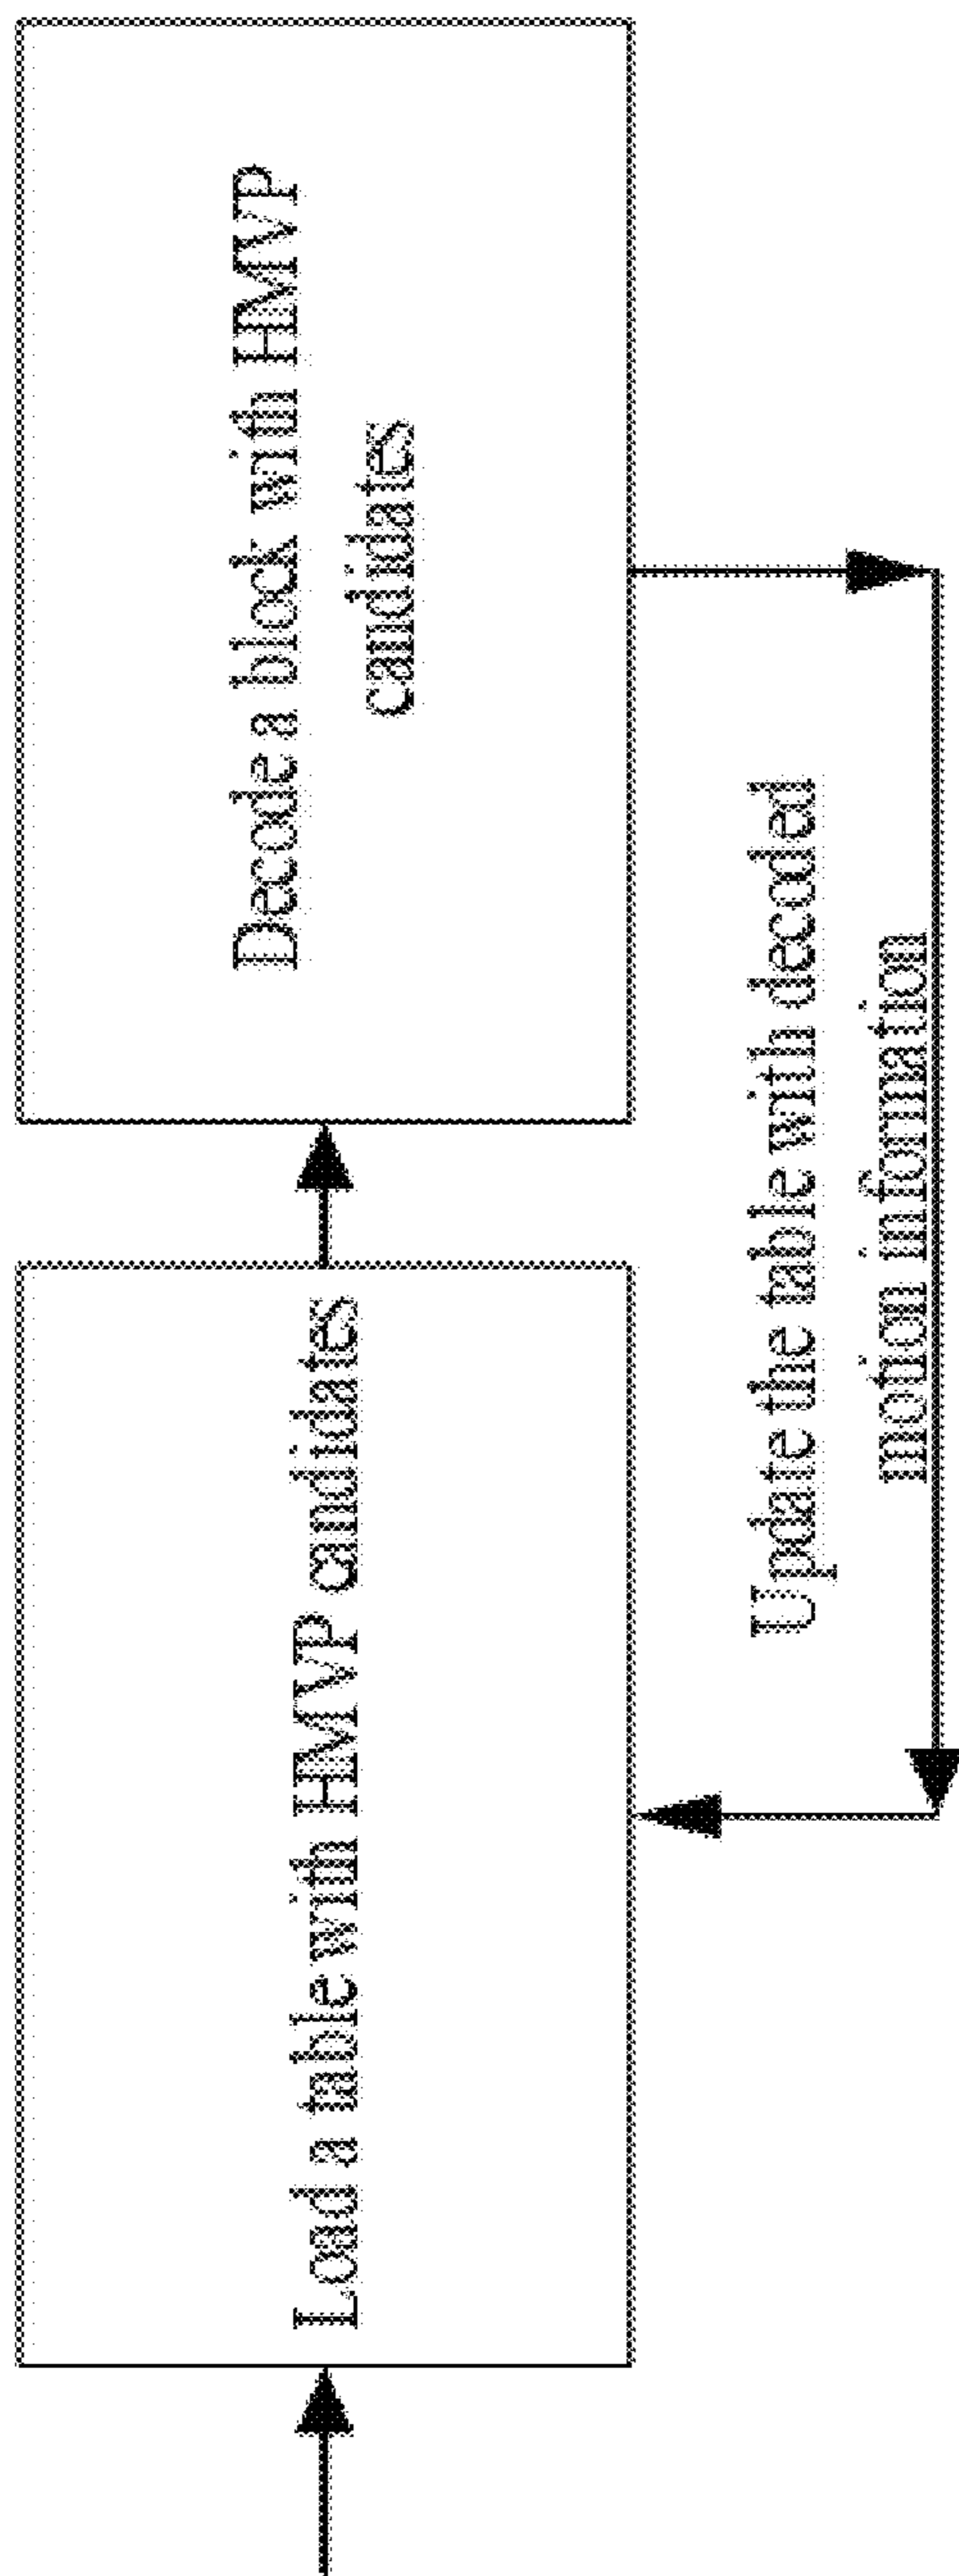 Load a table with HMVP candidates
Decode a block with HMVP
candidates
Update the table with decoded
motion information